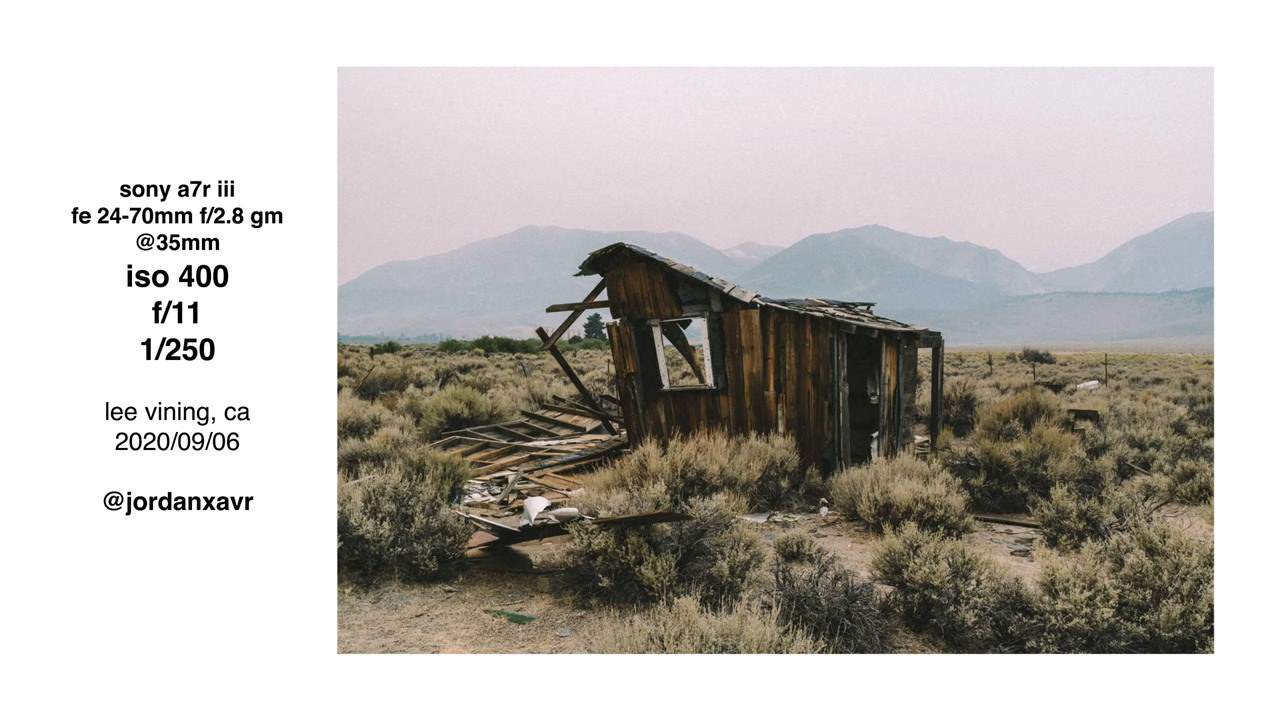 sony a7r iii
fe 24-70mm f/2.8 gm
@35mm
iso 400
f/11
1/250
lee vining, ca
2020/09/06
@jordanxavr